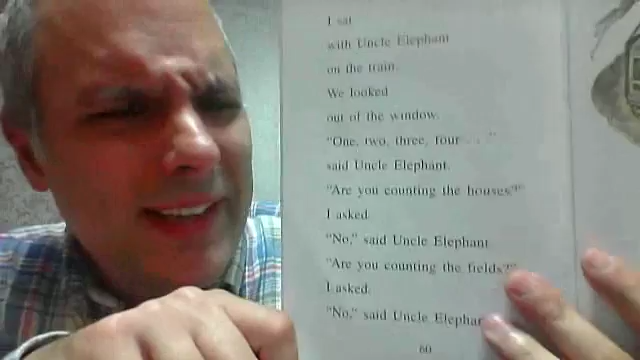 I sat
with Uncle Elephant
on the train.
We looked
out of the window.
"One, two, three, four . . ."
said Uncle Elephant.
"Are you counting the houses?"
I asked.
"No," said Uncle Elephant.
"Are you counting the fields?"
I asked.
"No," said Uncle Elephan
60